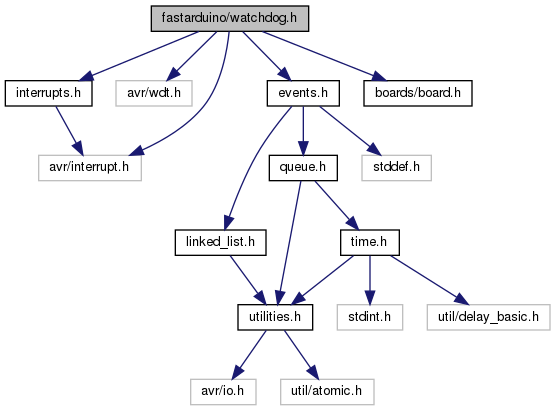 fastarduino/watchdog.h
interrupts.h
avr/wdt.h
events.h
boards/board.h
avr/interrupt.h
queue.h
stddef.h
linked_list.h
time.h
utilities.h
stdint.h
util/delay_basic.h
avr/io.h
util/atomic.h